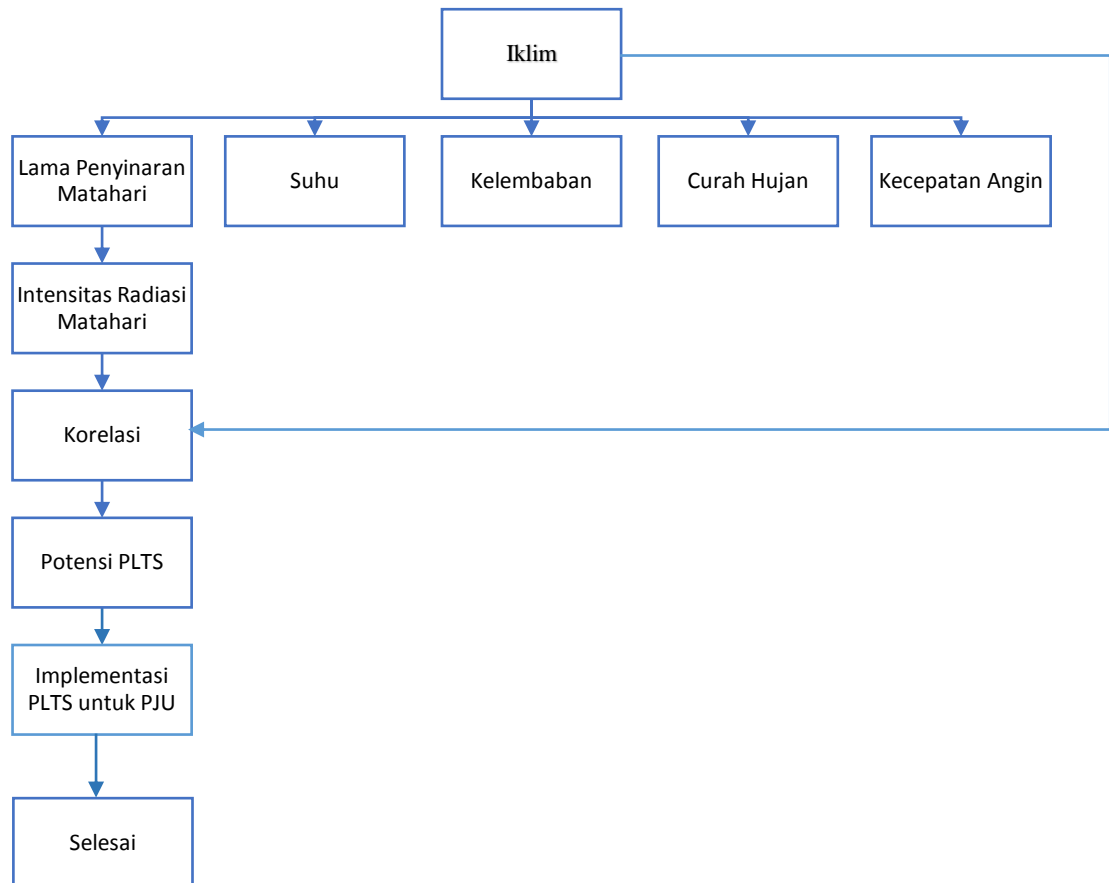 Iklim
Lama Penyinaran
Matahari
Suhu
Kelembaban
Curah Hujan
Kecepatan Angin
Intensitas Radiasi
Matahari
Korelasi
Potensi PLTS
Implementasi
PLTS untuk PJU
Selesai